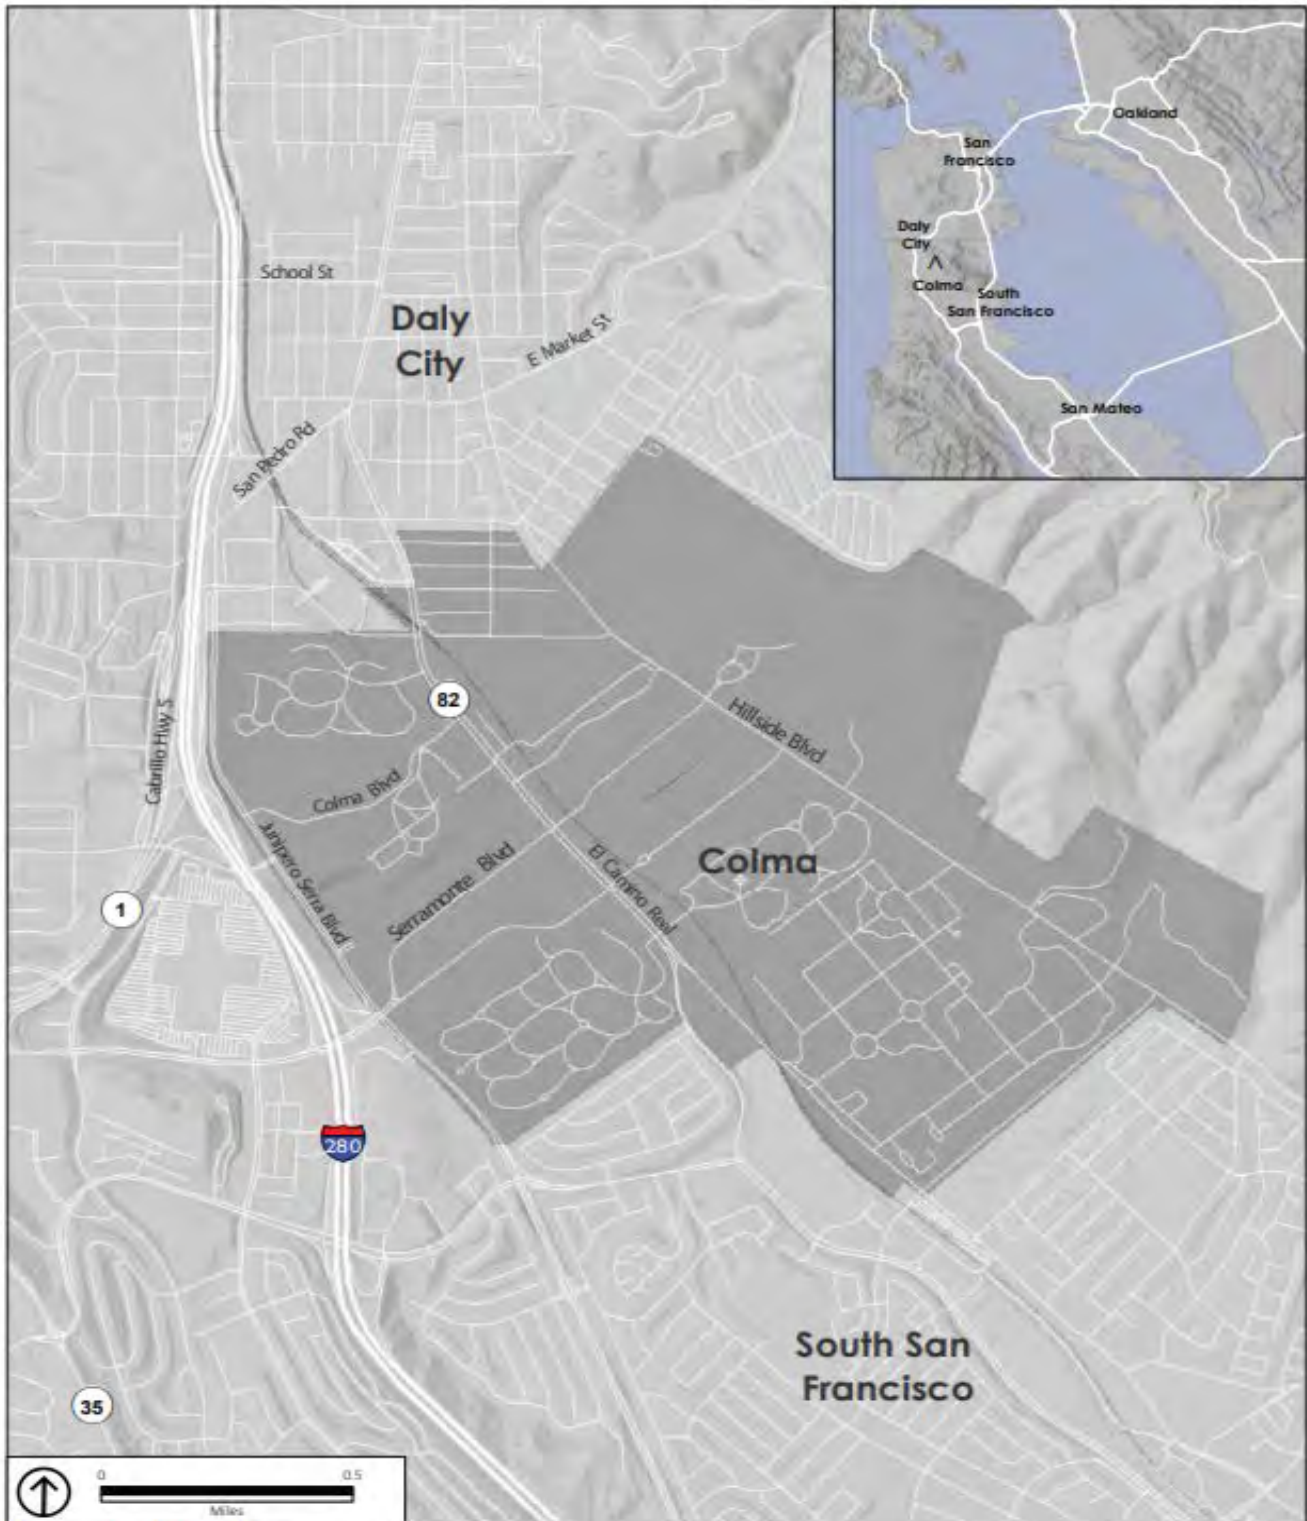 Oakland
San
Francisco
Daly
City
Colma
South
San Francisco
San Mateo
School St
Daly
City
E Market St
San Pedro Rd
82
Hillside Blvd
Cabrillo Hwy S
Colma Blvd
Junipero Serra Blvd
Serramonte Blvd
El Camino Real
Colma
1
280
South San
Francisco
35
0
0.5
Miles